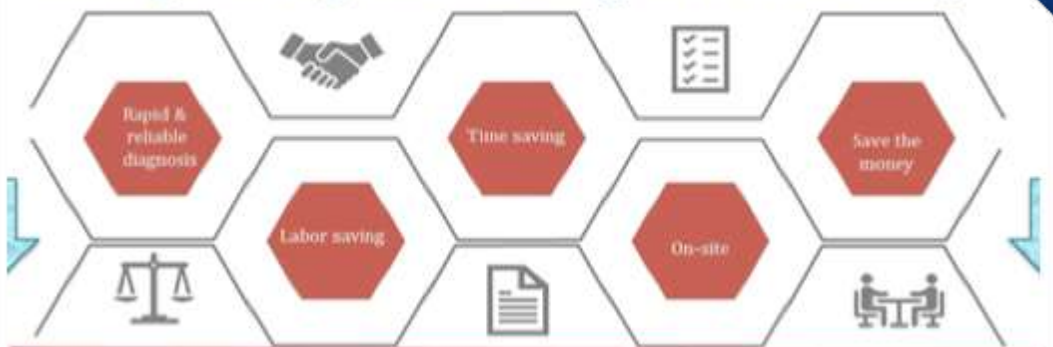 Rapid &
reliable
diagnosis
Time saving
Save the
money
Labor saving
On-site